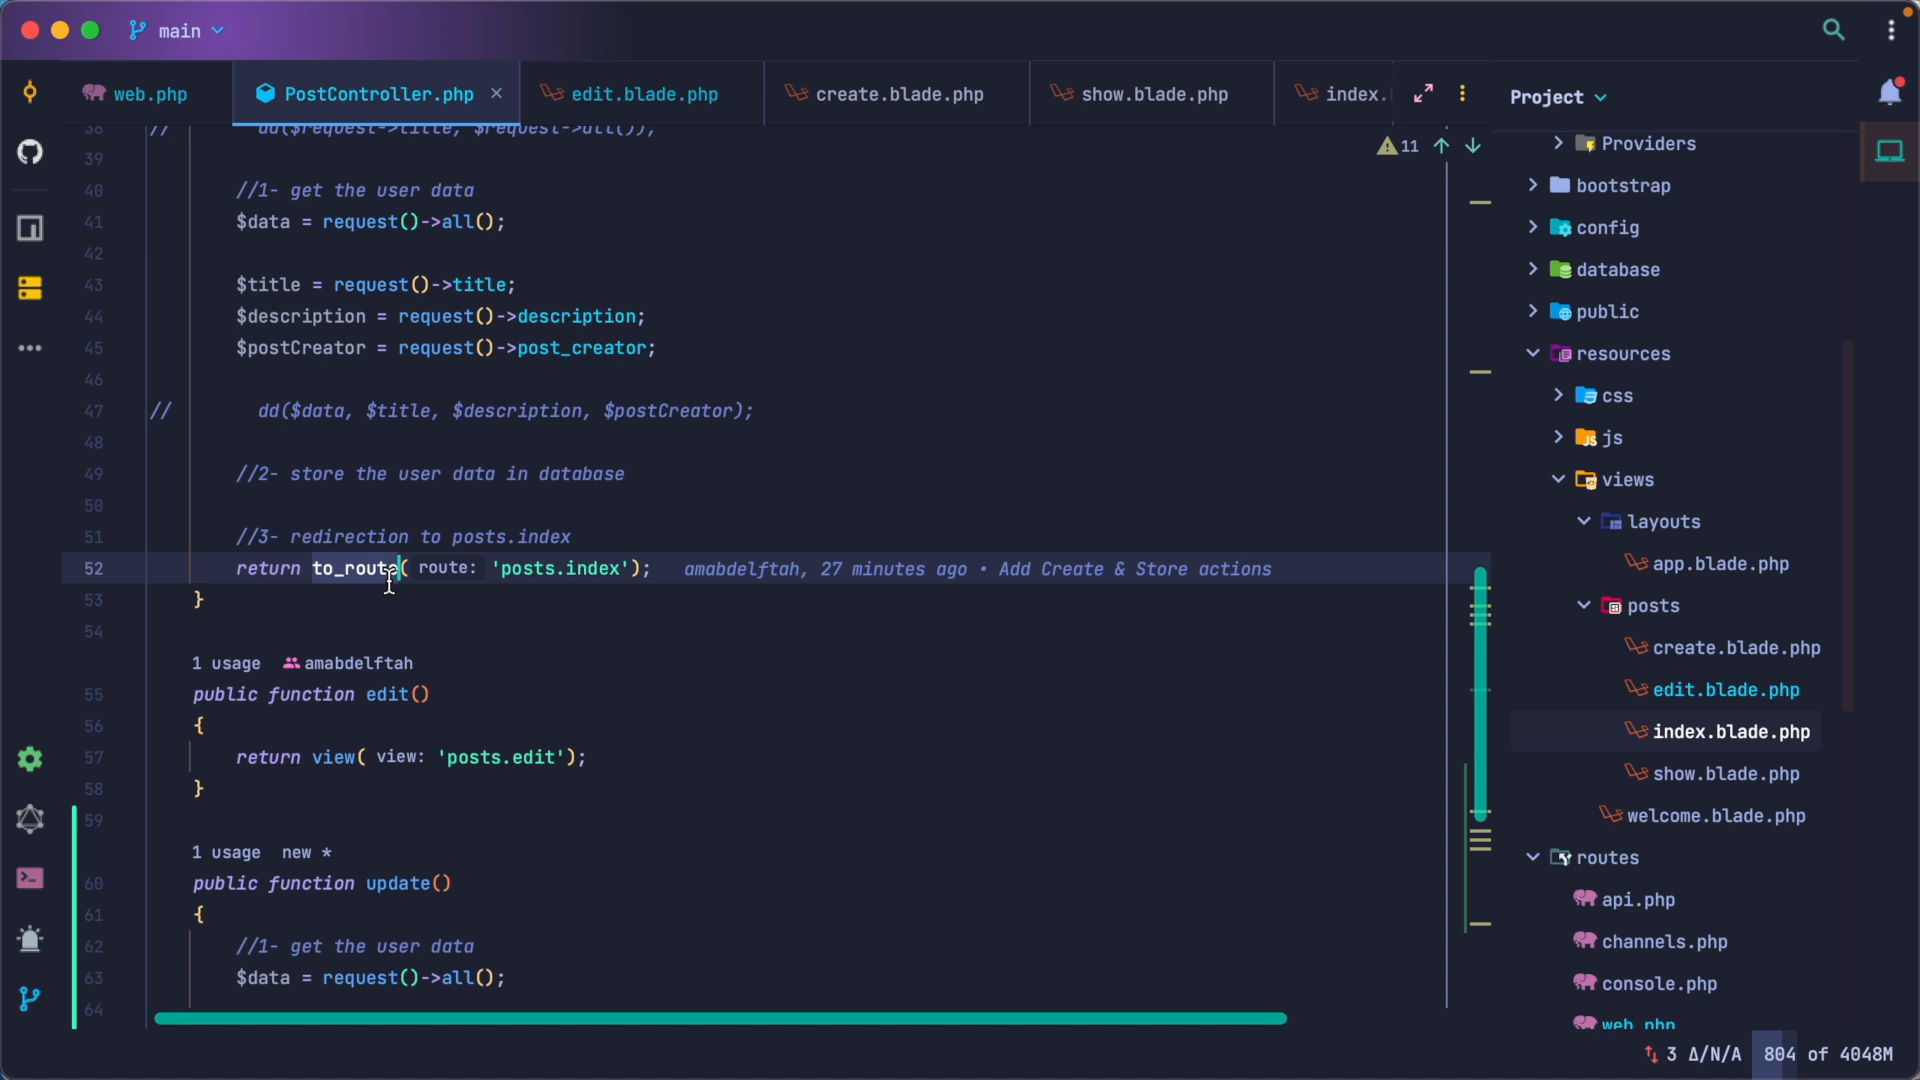 main
web.php
PostController.php
edit.blade.php
create.blade.php
show.blade.php
index.
Project
11
38 // dd($request->title, $request->all());
39
40 //1- get the user data
41 $data = request()->all();
42
43 $title = request()->title;
44 $description = request()->description;
45 $postCreator = request()->post_creator;
46
47 // dd($data, $title, $description, $postCreator);
48
49 //2- store the user data in database
50
51 //3- redirection to posts.index
52 return to_route( route: 'posts.index'); amabdelftah, 27 minutes ago • Add Create & Store actions
53 }
54
1 usage amabdelftah
55 public function edit()
56 {
57 return view( view: 'posts.edit');
58 }
59
1 usage new *
60 public function update()
61 {
62 //1- get the user data
63 $data = request()->all();
64
Providers
bootstrap
config
database
public
resources
css
js
views
layouts
app.blade.php
posts
create.blade.php
edit.blade.php
index.blade.php
show.blade.php
welcome.blade.php
routes
api.php
channels.php
console.php
web.php
3 Δ/N/A 804 of 4048M